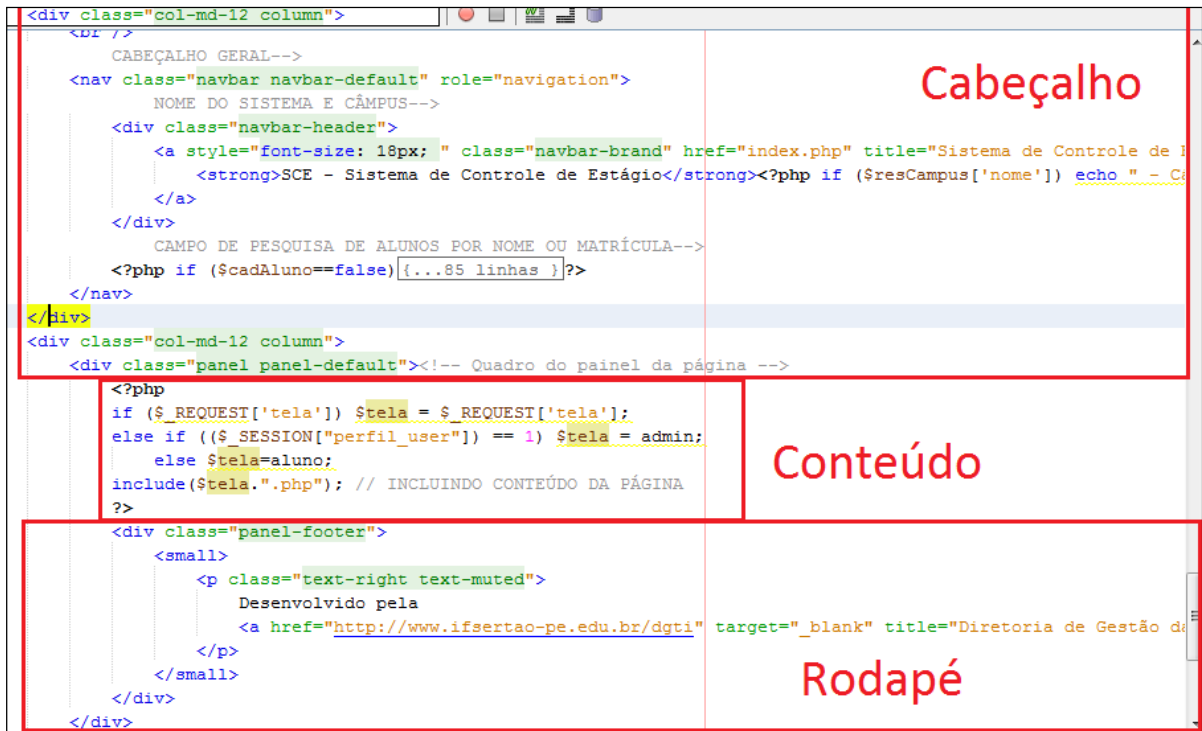 <div class="col-md-12 column">
<br />
CABEÇALHO GERAL-->
<nav class="navbar navbar-default" role="navigation">
NOME DO SISTEMA E CÂMPUS-->
<div class="navbar-header">
<a style="font-size: 18px; " class="navbar-brand" href="index.php" title="Sistema de Controle de
<strong>SCE - Sistema de Controle de Estágio</strong><?php if ($resCampus['nome']) echo " - Ca
</a>
</div>
CAMPO DE PESQUISA DE ALUNOS POR NOME OU MATRÍCULA-->
<?php if ($cadAluno==false){...85 linhas }?>
</nav>
</div>
Cabeçalho
<div class="col-md-12 column">
<div class="panel panel-default"><!-- Quadro do painel da página -->
<?php
if ($_REQUEST['tela']) $tela = $_REQUEST['tela'];
else if (($_SESSION["perfil_user"]) == 1) $tela = admin;
else $tela=aluno;
include($tela.".php"); // INCLUINDO CONTEÚDO DA PÁGINA
?>
Conteúdo
<div class="panel-footer">
<small>
<p class="text-right text-muted">
Desenvolvido pela
<a href="http://www.ifsertao-pe.edu.br/dgti" target="_blank" title="Diretoria de Gestão da
</p>
</small>
</div>
</div>
Rodapé